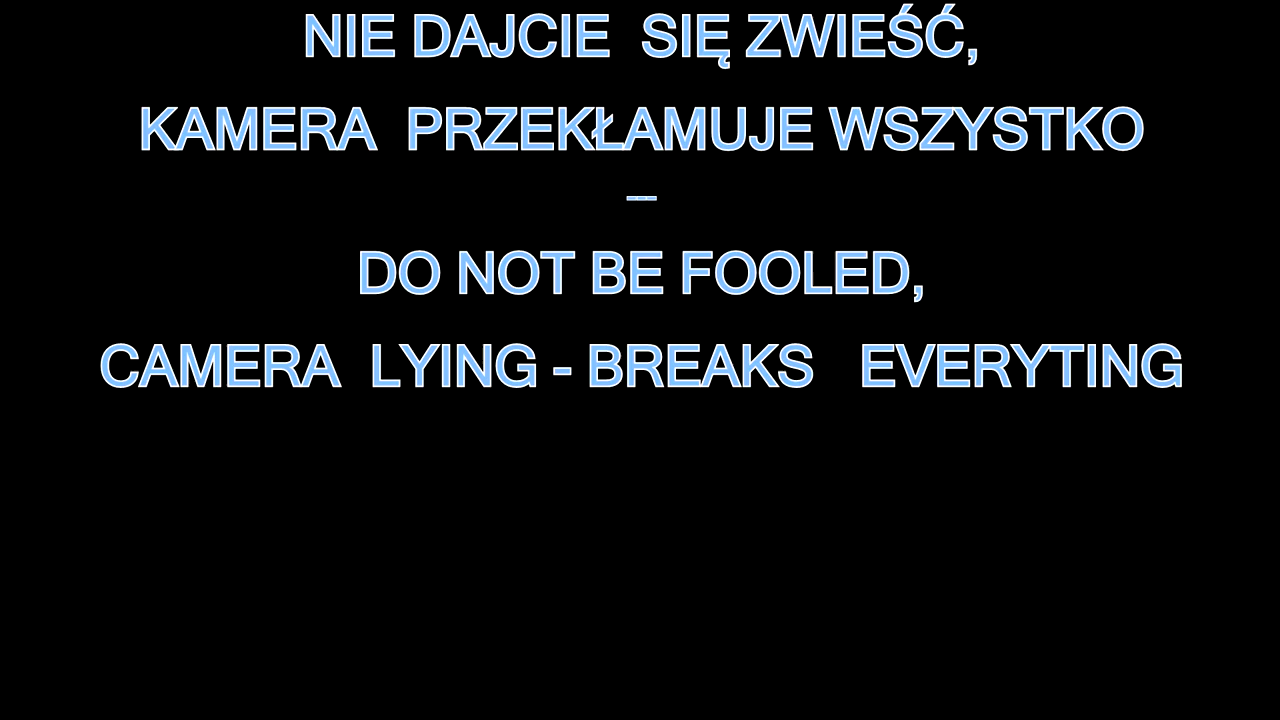 NIE DAJCIE  SIĘ ZWIEŚĆ,
KAMERA  PRZEKŁAMUJE WSZYSTKO
---
DO NOT BE FOOLED,
CAMERA  LYING - BREAKS   EVERYTING